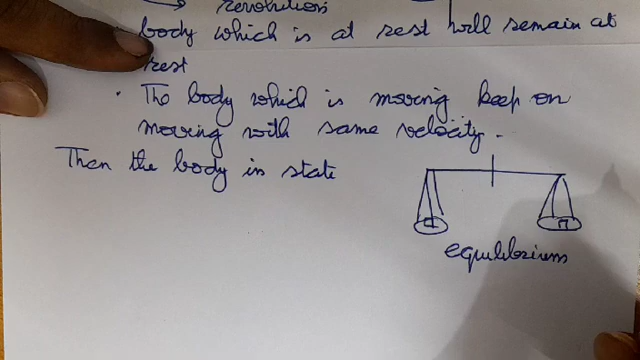 → revolution
body which is at rest will remain at
rest
. The body which is moving keep on
moving with same velocity.
Then the body in state
equilibrium